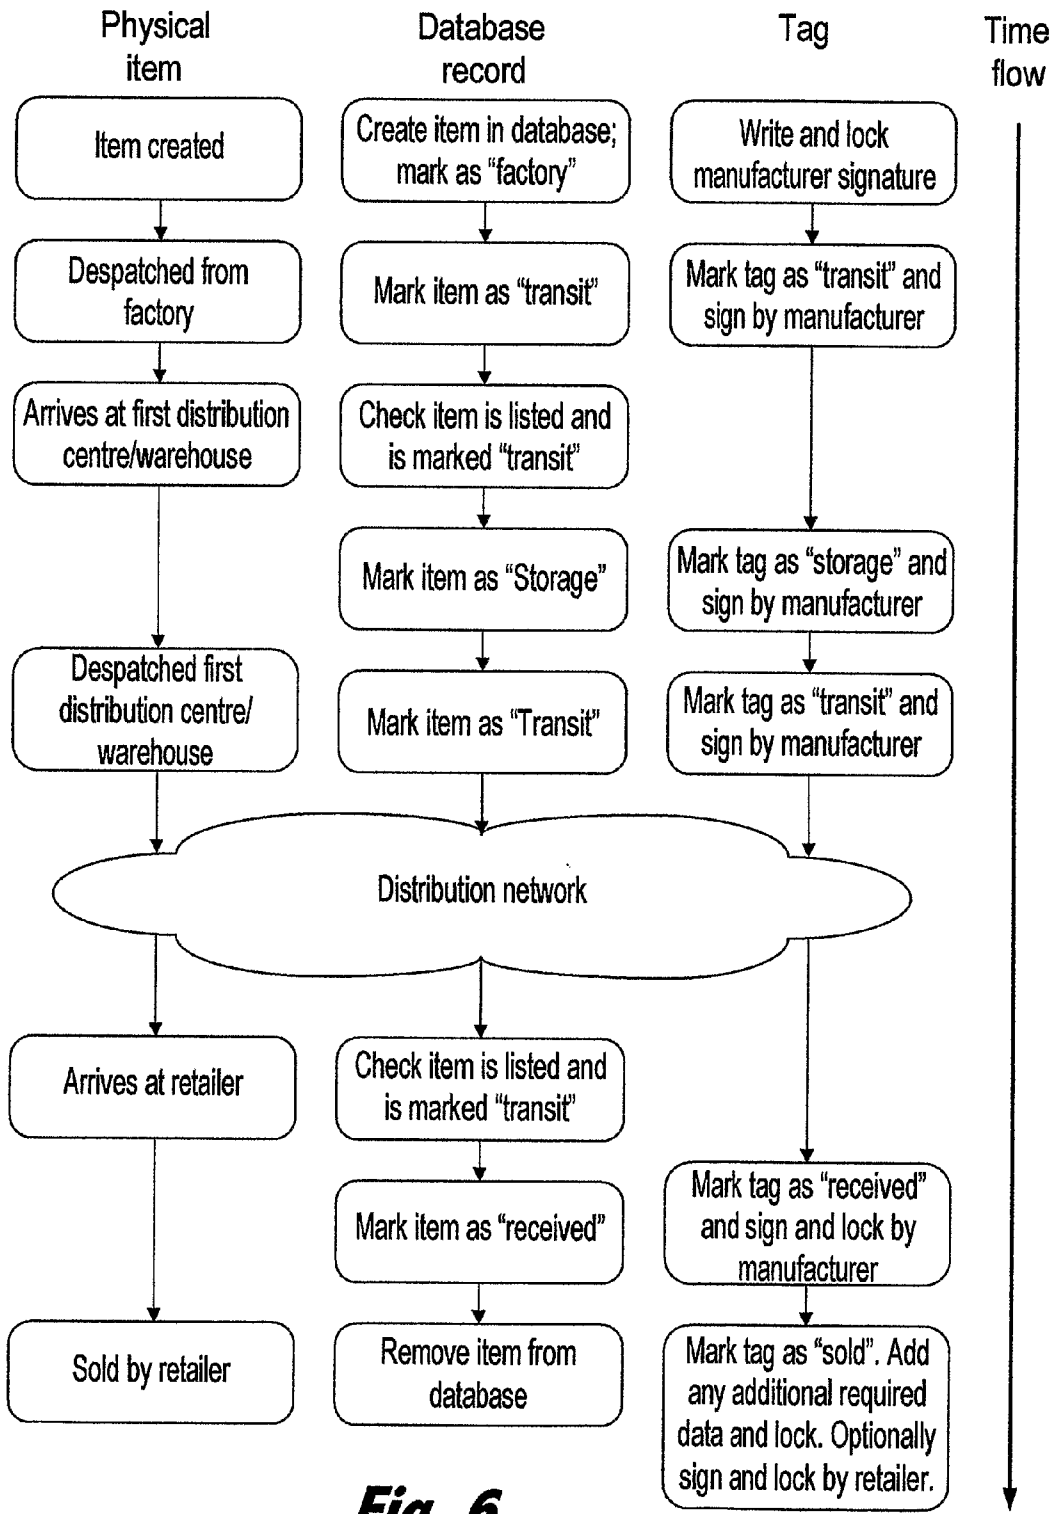 Physical
item
Database
record
Tag
Time
flow
Item created
Create item in database;
mark as “factory”
Write and lock
manufacturer signature
Despatched from
factory
Mark item as “transit”
Mark tag as “transit” and
sign by manufacturer
Arrives at first distribution
centre/warehouse
Check item is listed and
is marked “transit”
Mark item as “Storage”
Mark tag as “storage” and
sign by manufacturer
Despatched first
distribution centre/
warehouse
Mark item as “Transit”
Mark tag as “transit” and
sign by manufacturer
Distribution network
Arrives at retailer
Check item is listed and
is marked “transit”
Mark item as “received”
Mark tag as “received”
and sign and lock by
manufacturer
Sold by retailer
Remove item from
database
Mark tag as “sold”. Add
any additional required
data and lock. Optionally
sign and lock by retailer.
Fig. 6